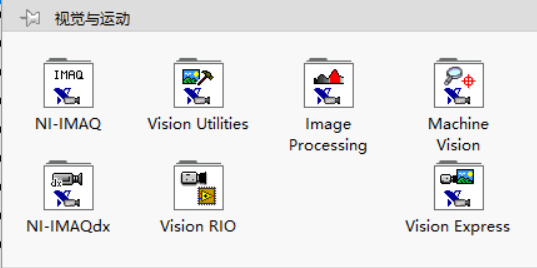 视觉与运动
IMAQ
NI-IMAQ
Vision Utilities
Image
Processing
Machine
Vision
dx
NI-IMAQdx
Vision RIO
Vision Express